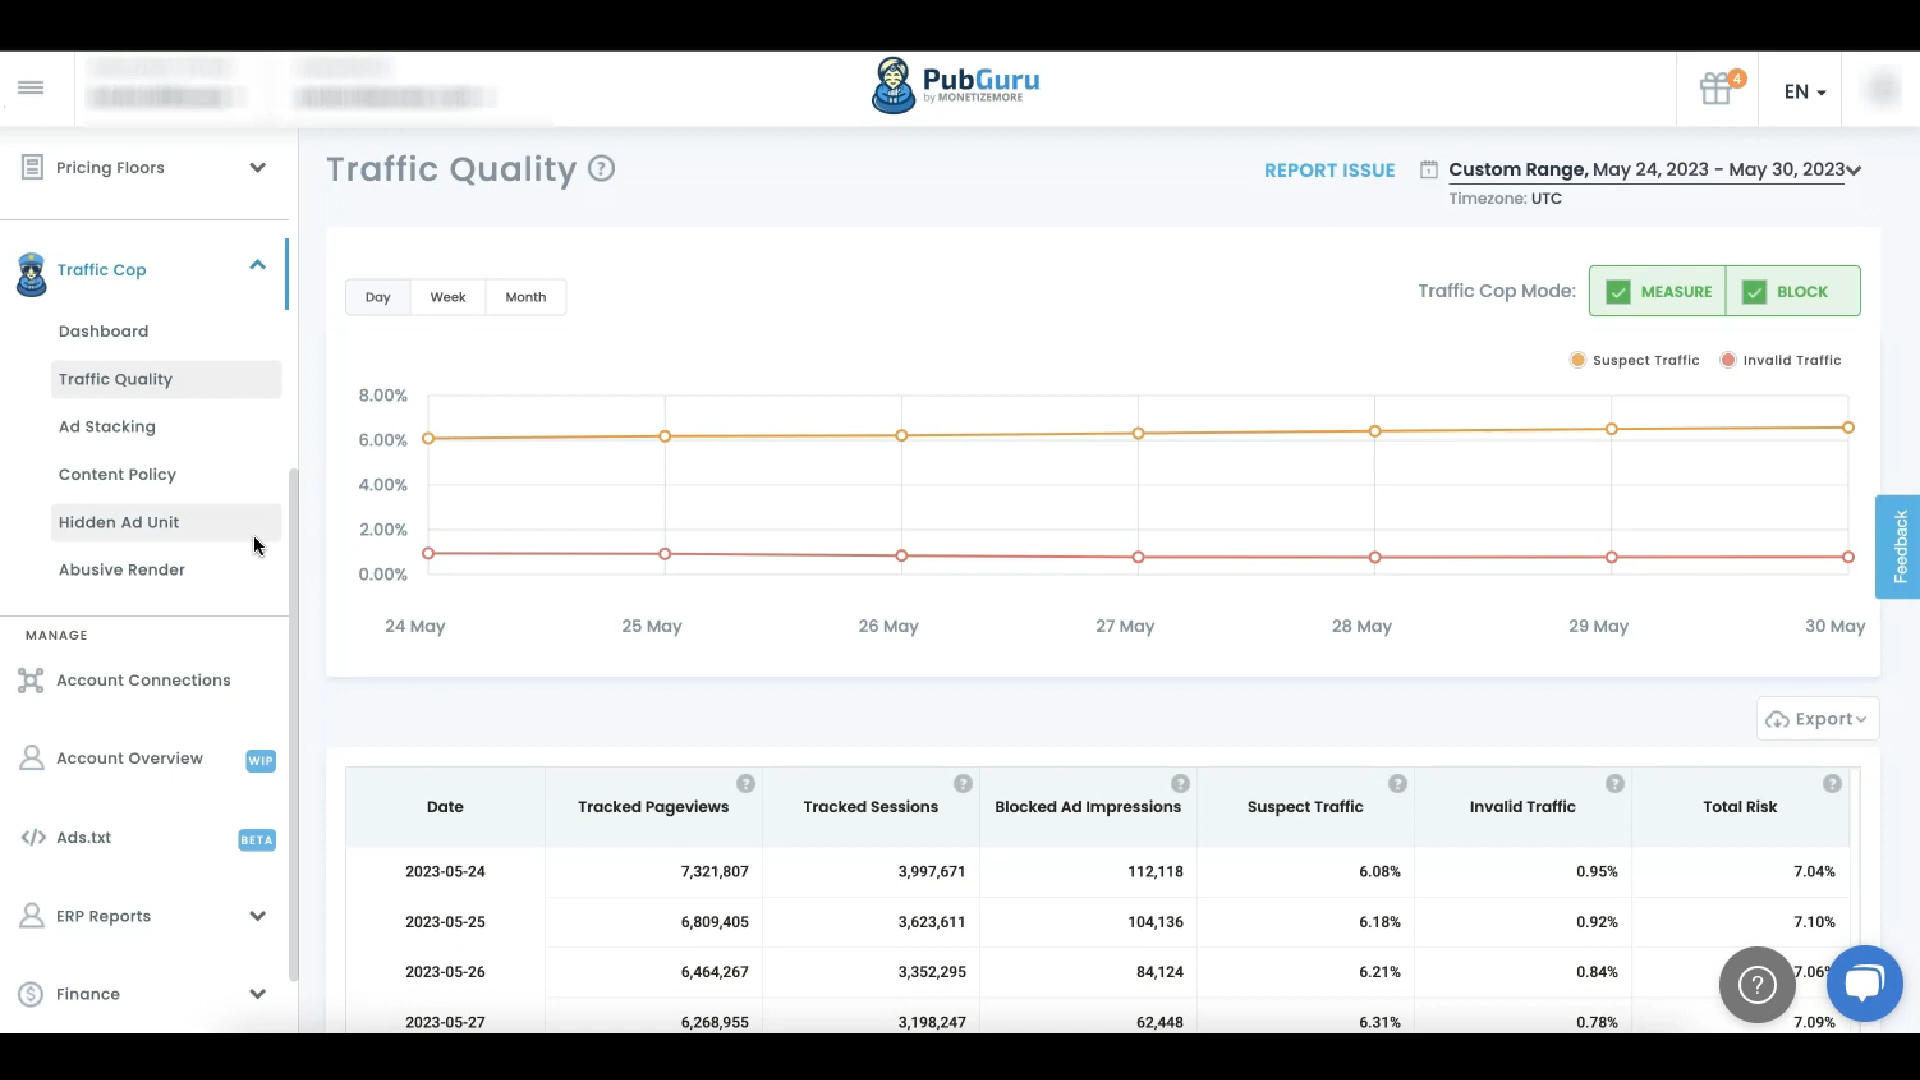 PubGuru
by MONETIZEMORE
4
EN
Pricing Floors
Traffic Cop
Dashboard
Traffic Quality
Ad Stacking
Content Policy
Hidden Ad Unit
Abusive Render
MANAGE
Account Connections
Account Overview
WIP
Ads.txt
BETA
ERP Reports
Finance
Traffic Quality ?
REPORT ISSUE
Custom Range, May 24, 2023 - May 30, 2023
Timezone: UTC
Day Week Month
Traffic Cop Mode: MEASURE BLOCK
Suspect Traffic Invalid Traffic
8.00%
6.00%
4.00%
2.00%
0.00%
24 May 25 May 26 May 27 May 28 May 29 May 30 May
Feedback
Export
? ? ? ? ? ?
Date Tracked Pageviews Tracked Sessions Blocked Ad Impressions Suspect Traffic Invalid Traffic Total Risk
2023-05-24 7,321,807 3,997,671 112,118 6.08% 0.95% 7.04%
2023-05-25 6,809,405 3,623,611 104,136 6.18% 0.92% 7.10%
2023-05-26 6,464,267 3,352,295 84,124 6.21% 0.84% 7.06%
2023-05-27 6,268,955 3,198,247 62,448 6.31% 0.78% 7.09%
?